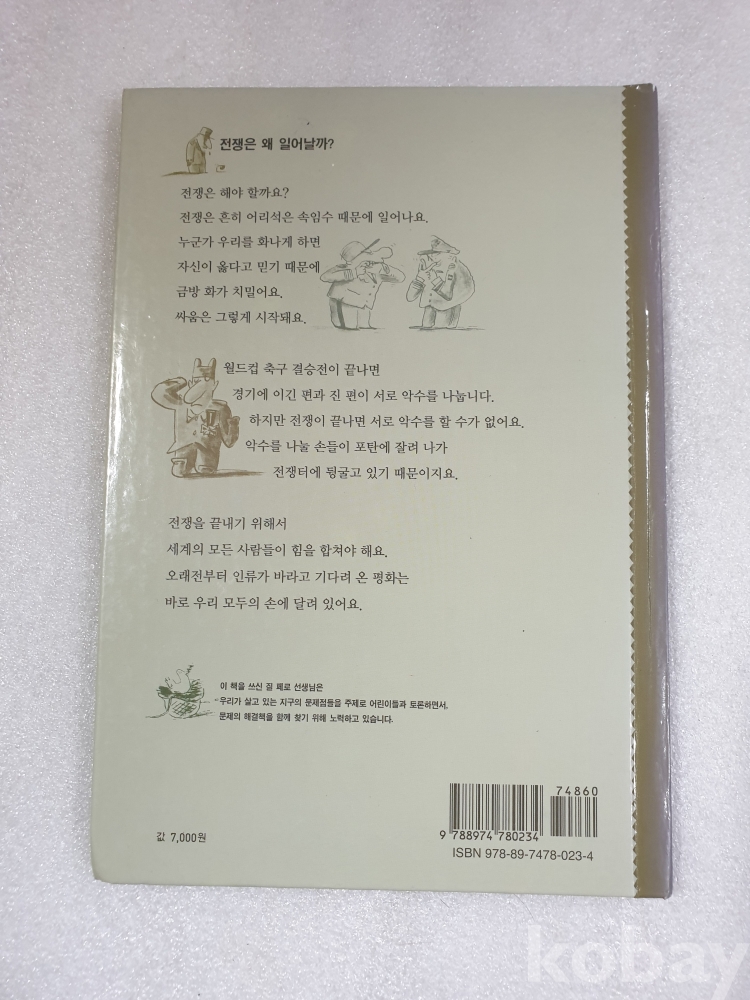 전쟁은 왜 일어날까?
전쟁은 해야 할까요?
전쟁은 흔히 어리석은 속임수 때문에 일어나요.
누군가 우리를 화나게 하면
자신이 옳다고 믿기 때문에
금방 화가 치밀어요.
싸움은 그렇게 시작돼요.
월드컵 축구 결승전이 끝나면
경기에 이긴 편과 진 편이 서로 악수를 나눕니다.
하지만 전쟁이 끝나면 서로 악수를 할 수가 없어요.
악수를 나눌 손들이 포탄에 잘려 나가
전쟁터에 뒹굴고 있기 때문이지요.
전쟁을 끝내기 위해서
세계의 모든 사람들이 힘을 합쳐야 해요.
오래전부터 인류가 바라고 기다려 온 평화는
바로 우리 모두의 손에 달려 있어요.
이 책을 쓰신 질 페로 선생님은
우리가 살고 있는 지구의 문제점들을 주제로 어린이들과 토론하면서,
문제의 해결책을 함께 찾기 위해 노력하고 있습니다.
값 7,000원
74860
9 788974 780234
ISBN 978-89-7478-023-4
kobay